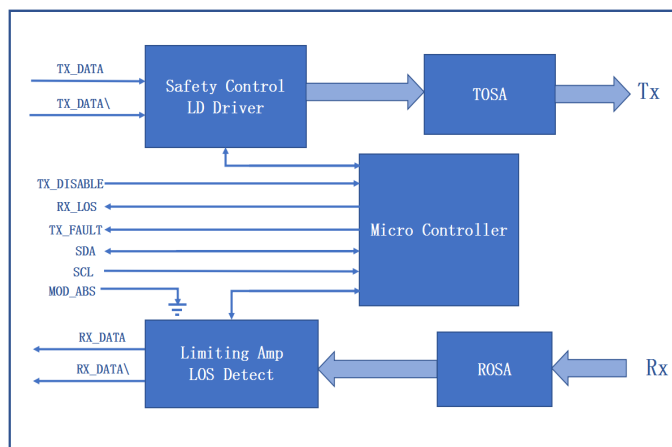 TX_DATA
TX_DATA\
Safety Control
LD Driver
TOSA
Tx
TX_DISABLE
RX_LOS
TX_FAULT
SDA
SCL
MOD_ABS
Micro Controller
RX_DATA
RX_DATA\
Limiting Amp
LOS Detect
ROSA
Rx